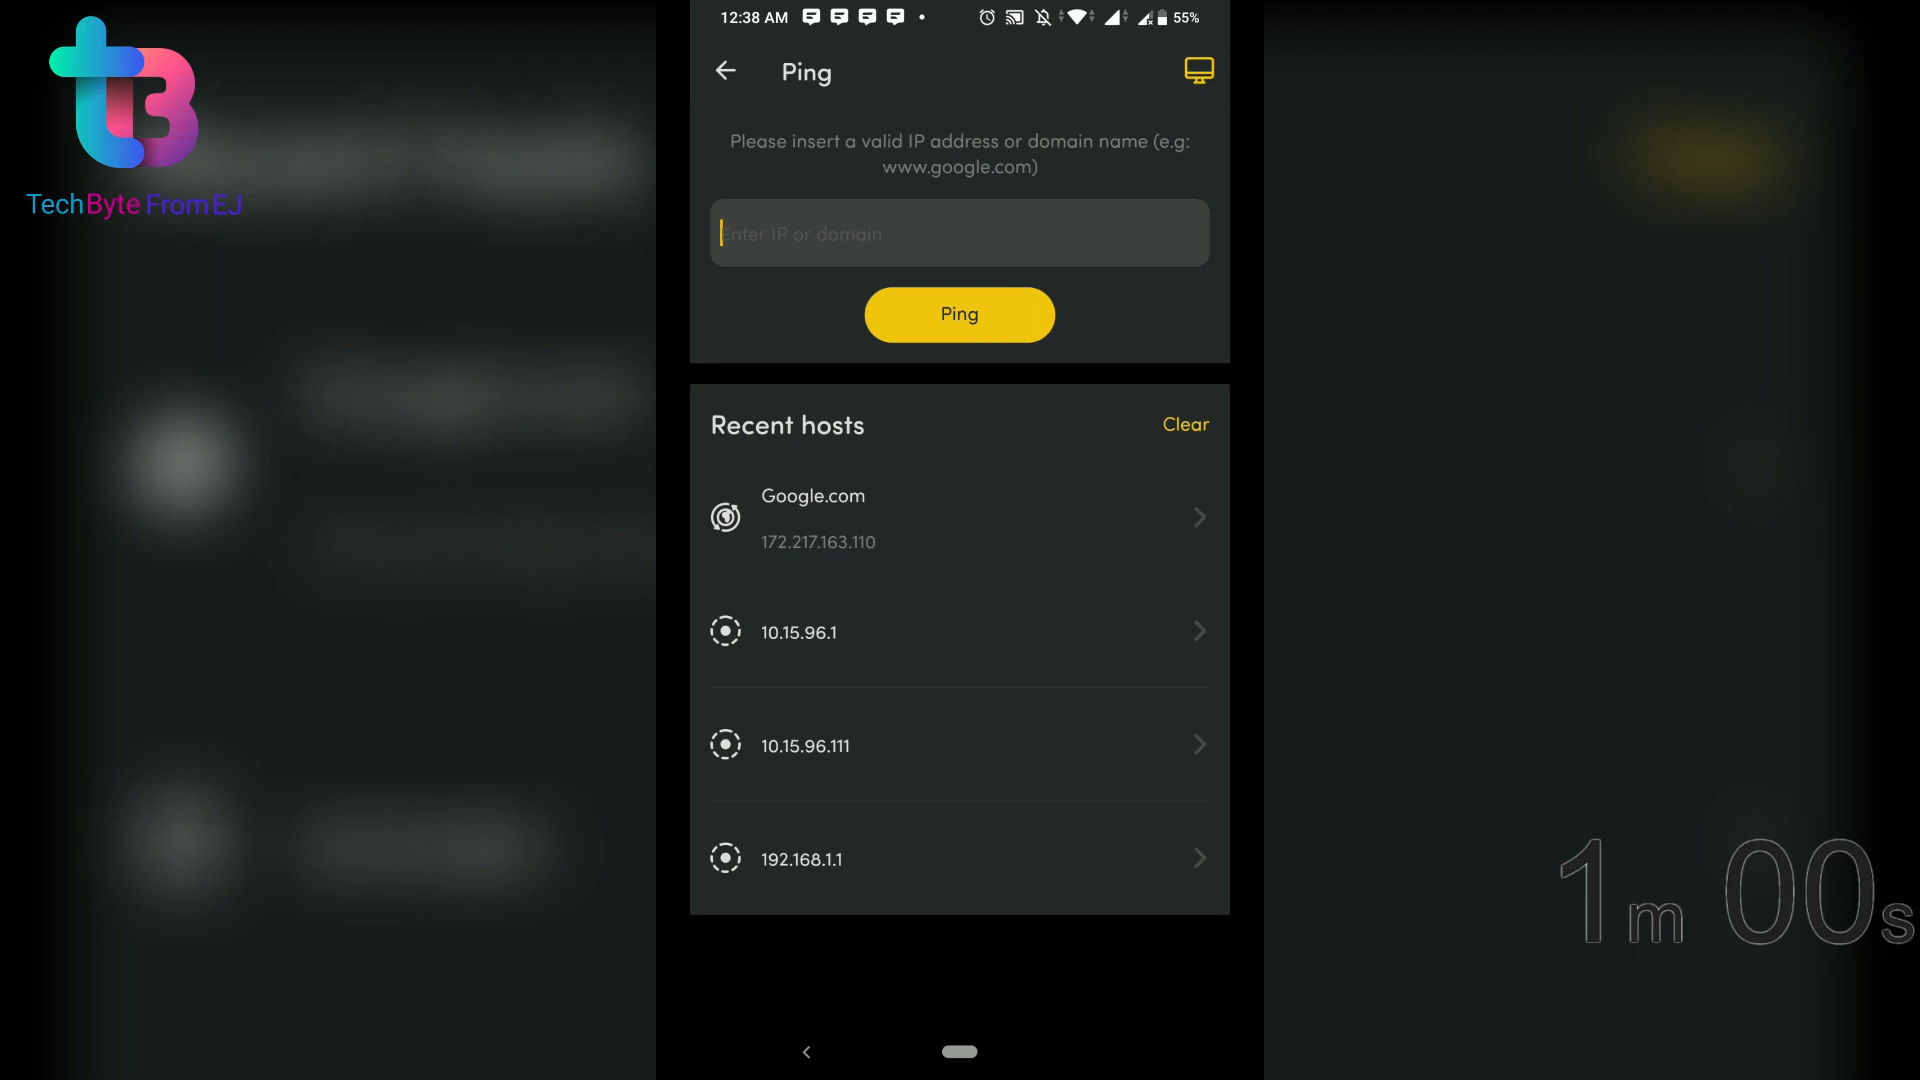 12:38 AM
55%
Tech Byte From EJ
Ping
Please insert a valid IP address or domain name (e.g:
www.google.com)
Enter IP or domain
Ping
Recent hosts
Clear
Google.com
172.217.163.110
10.15.96.1
10.15.96.111
192.168.1.1
1m 00s